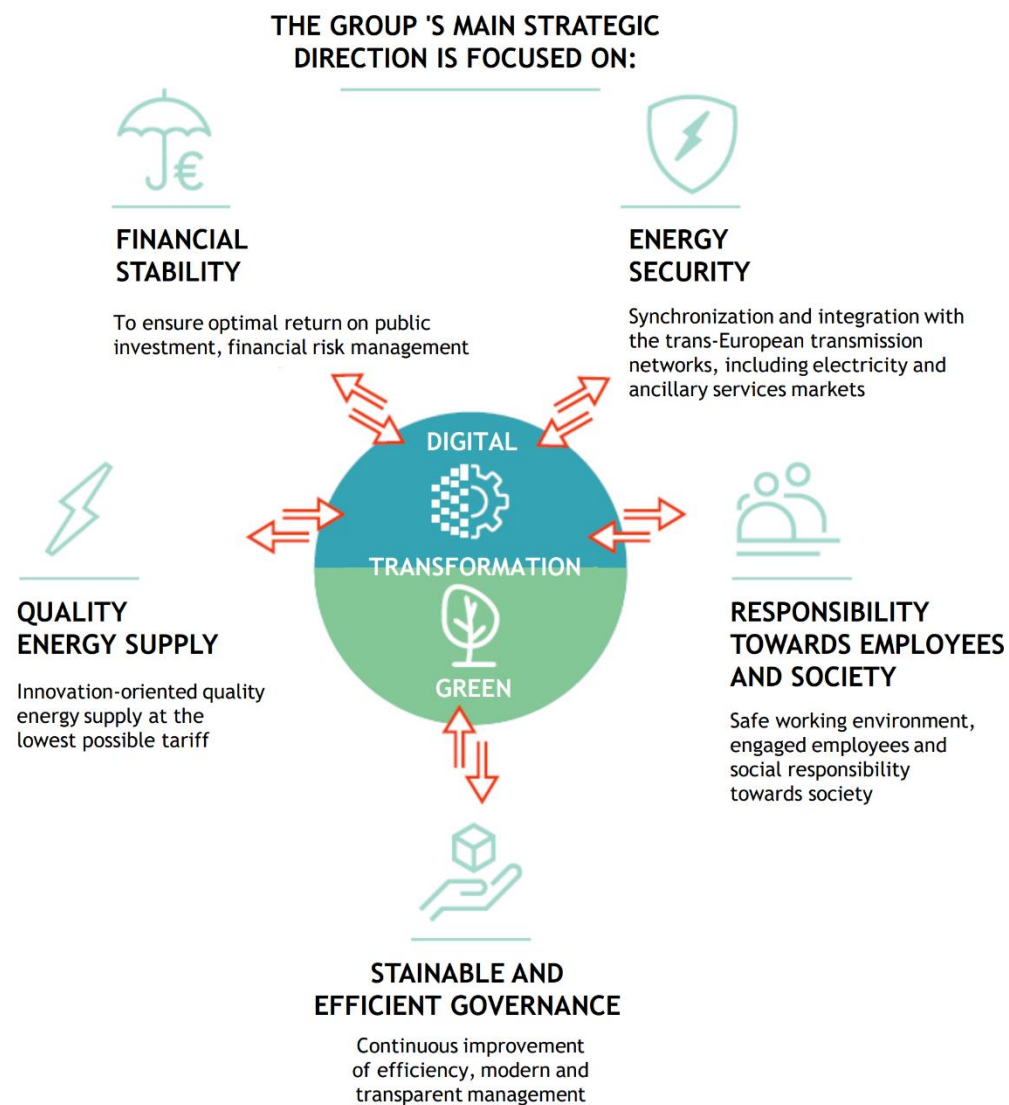 THE GROUP 'S MAIN STRATEGIC
DIRECTION IS FOCUSED ON:
FINANCIAL
STABILITY
To ensure optimal return on public
investment, financial risk management
ENERGY
SECURITY
Synchronization and integration with
the trans-European transmission
networks, including electricity and
ancillary services markets
DIGITAL
TRANSFORMATION
GREEN
QUALITY
ENERGY SUPPLY
Innovation-oriented quality
energy supply at the
lowest possible tariff
RESPONSIBILITY
TOWARDS EMPLOYEES
AND SOCIETY
Safe working environment,
engaged employees and
social responsibility
towards society
STAINABLE AND
EFFICIENT GOVERNANCE
Continuous improvement
of efficiency, modern and
transparent management